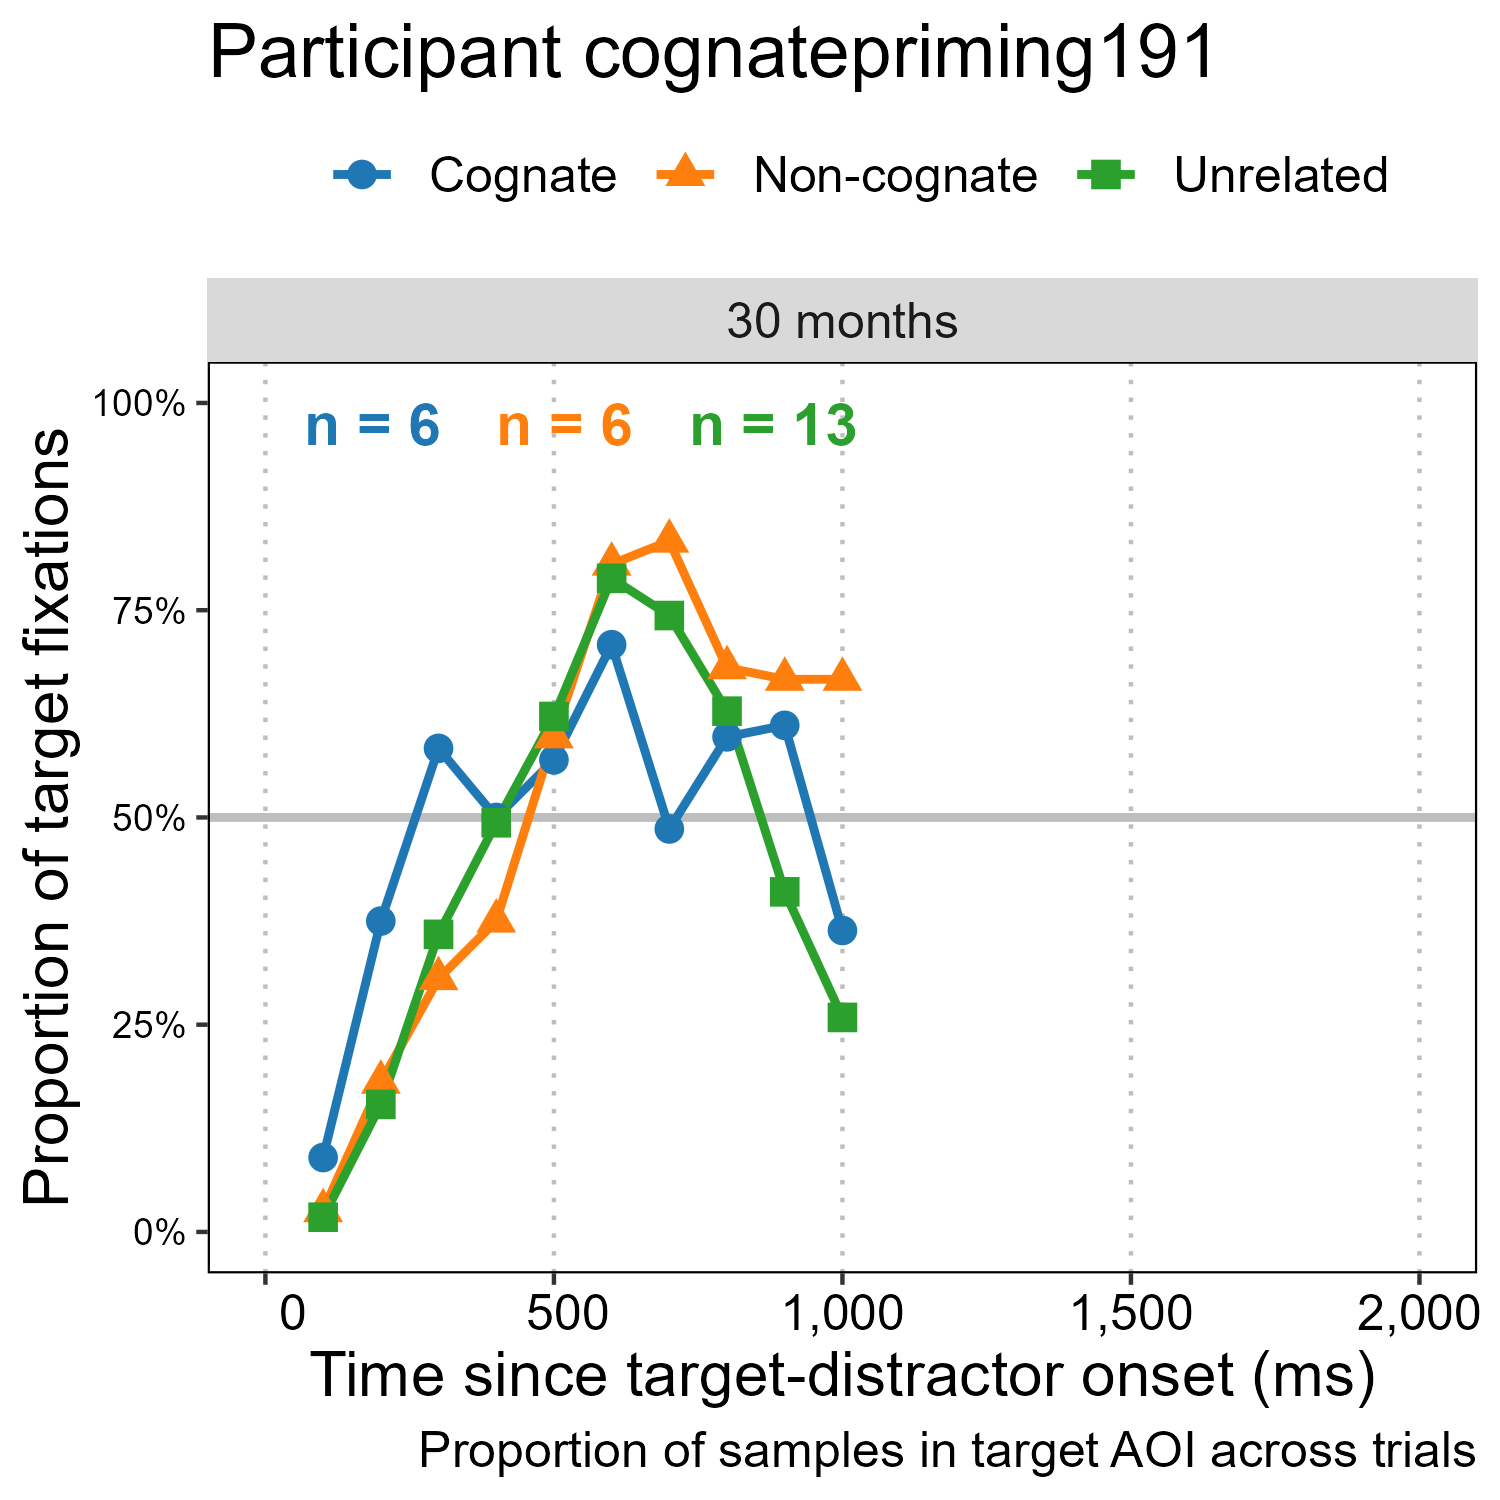 Participant cognatepriming191
Cognate Non-cognate Unrelated
30 months
n = 6 n = 6 n = 13
100%
75%
50%
25%
0%
Proportion of target fixations
0 500 1,000 1,500 2,000
Time since target-distractor onset (ms)
Proportion of samples in target AOI across trials